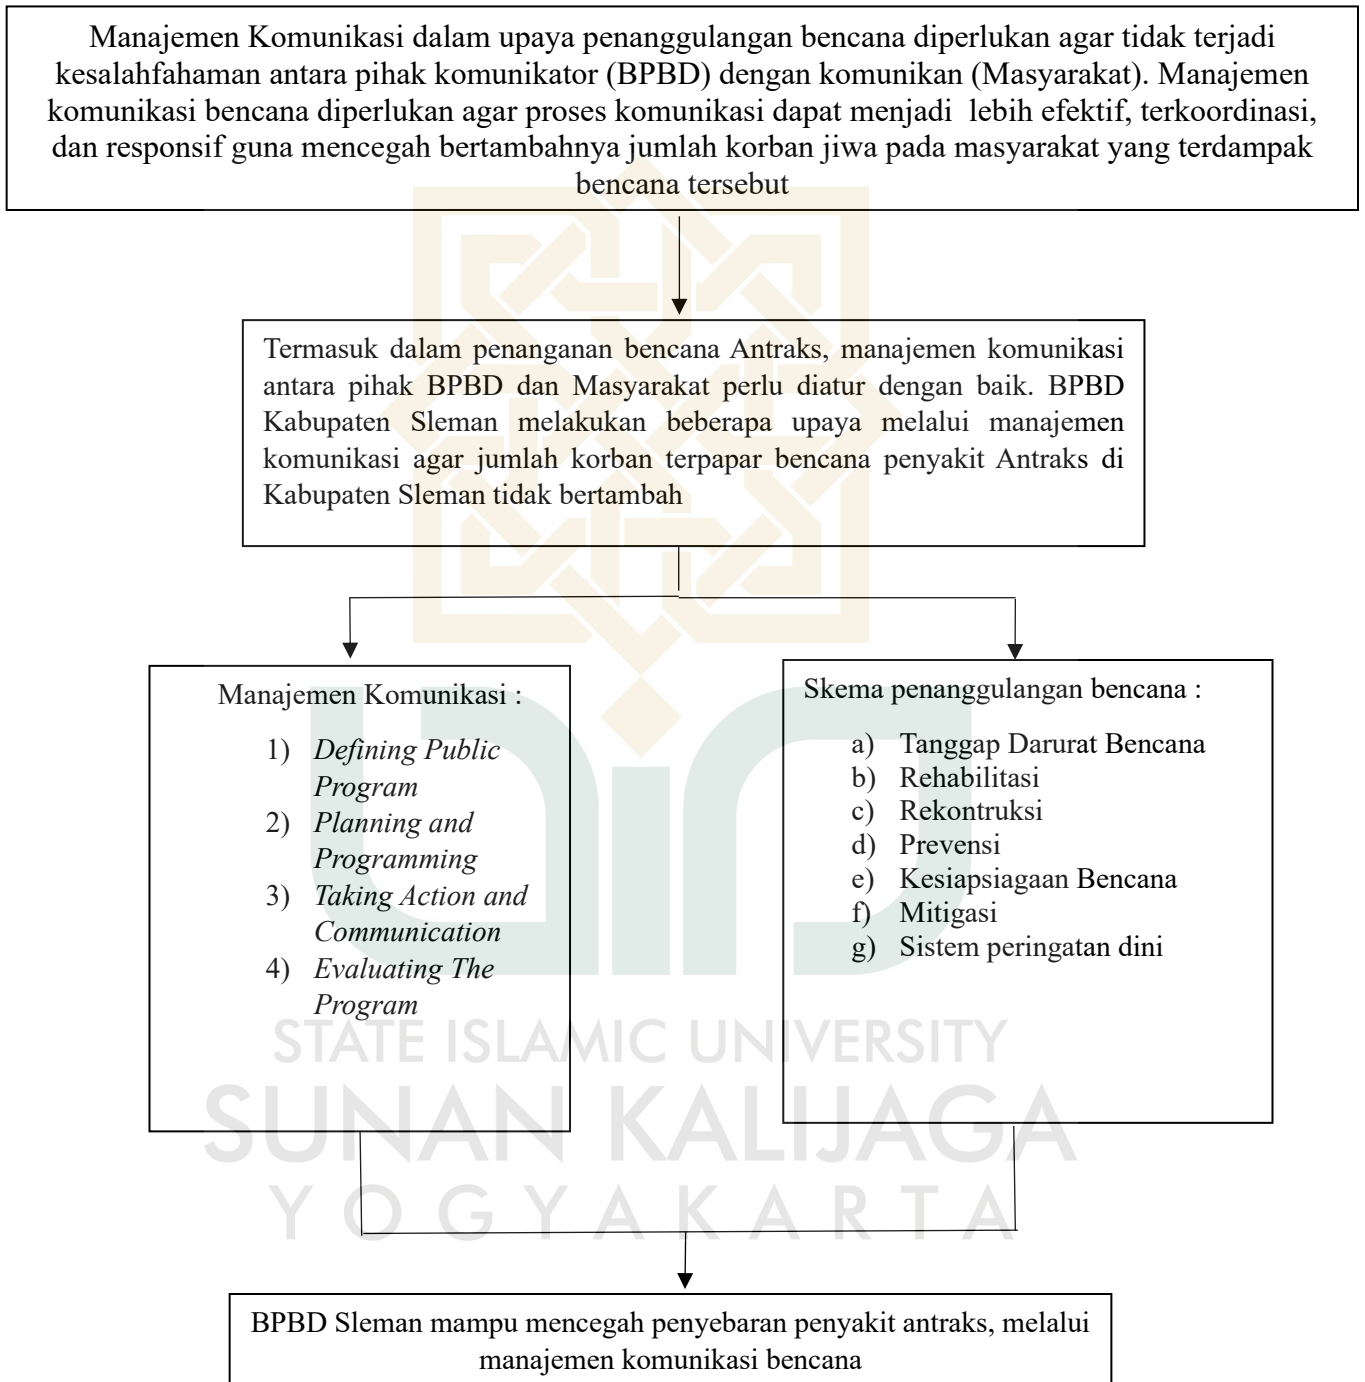 Manajemen Komunikasi dalam upaya penanggulangan bencana diperlukan agar tidak terjadi
kesalahfahaman antara pihak komunikator (BPBD) dengan komunikan (Masyarakat). Manajemen
komunikasi bencana diperlukan agar proses komunikasi dapat menjadi lebih efektif, terkoordinasi,
dan responsif guna mencegah bertambahnya jumlah korban jiwa pada masyarakat yang terdampak
bencana tersebut
Termasuk dalam penanganan bencana Antraks, manajemen komunikasi
antara pihak BPBD dan Masyarakat perlu diatur dengan baik. BPBD
Kabupaten Sleman melakukan beberapa upaya melalui manajemen
komunikasi agar jumlah korban terpapar bencana penyakit Antraks di
Kabupaten Sleman tidak bertambah
Manajemen Komunikasi :
1) Defining Public
Program
2) Planning and
Programming
3) Taking Action and
Communication
4) Evaluating The
Program
Skema penanggulangan bencana :
a) Tanggap Darurat Bencana
b) Rehabilitasi
c) Rekontruksi
d) Prevensi
e) Kesiapsiagaan Bencana
f) Mitigasi
g) Sistem peringatan dini
STATE ISLAMIC UNIVERSITY
SUNAN KALIJAGA
YOGYAKARTA
BPBD Sleman mampu mencegah penyebaran penyakit antraks, melalui
manajemen komunikasi bencana